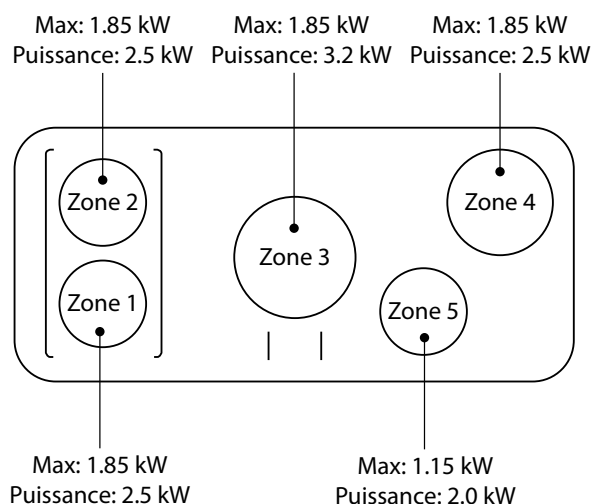 Max: 1.85 kW
Puissance: 2.5 kW
Max: 1.85 kW
Puissance: 3.2 kW
Max: 1.85 kW
Puissance: 2.5 kW
Zone 2
Zone 4
Zone 3
Zone 1
Zone 5
Max: 1.85 kW
Puissance: 2.5 kW
Max: 1.15 kW
Puissance: 2.0 kW